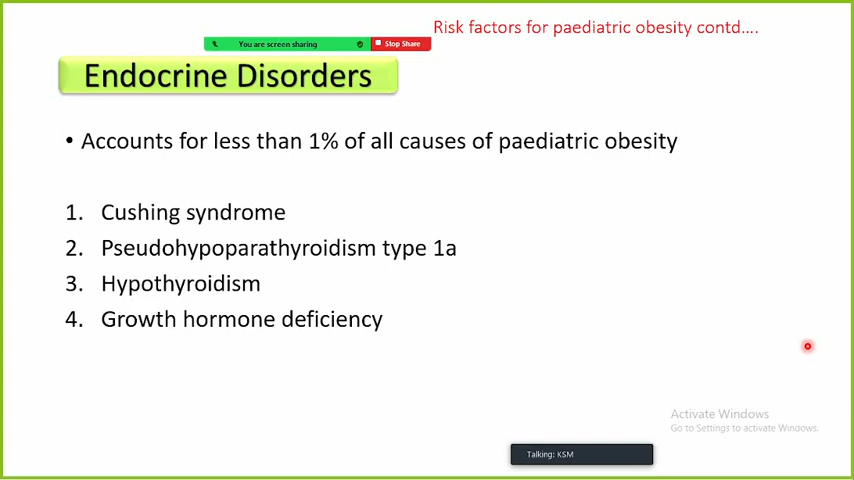 Risk factors for paediatric obesity contd....
You are screen sharing
Stop Share
Endocrine Disorders
• Accounts for less than 1% of all causes of paediatric obesity
1. Cushing syndrome
2. Pseudohypoparathyroidism type 1a
3. Hypothyroidism
4. Growth hormone deficiency
Activate Windows
Go to Settings to activate Windows.
Talking: KSM